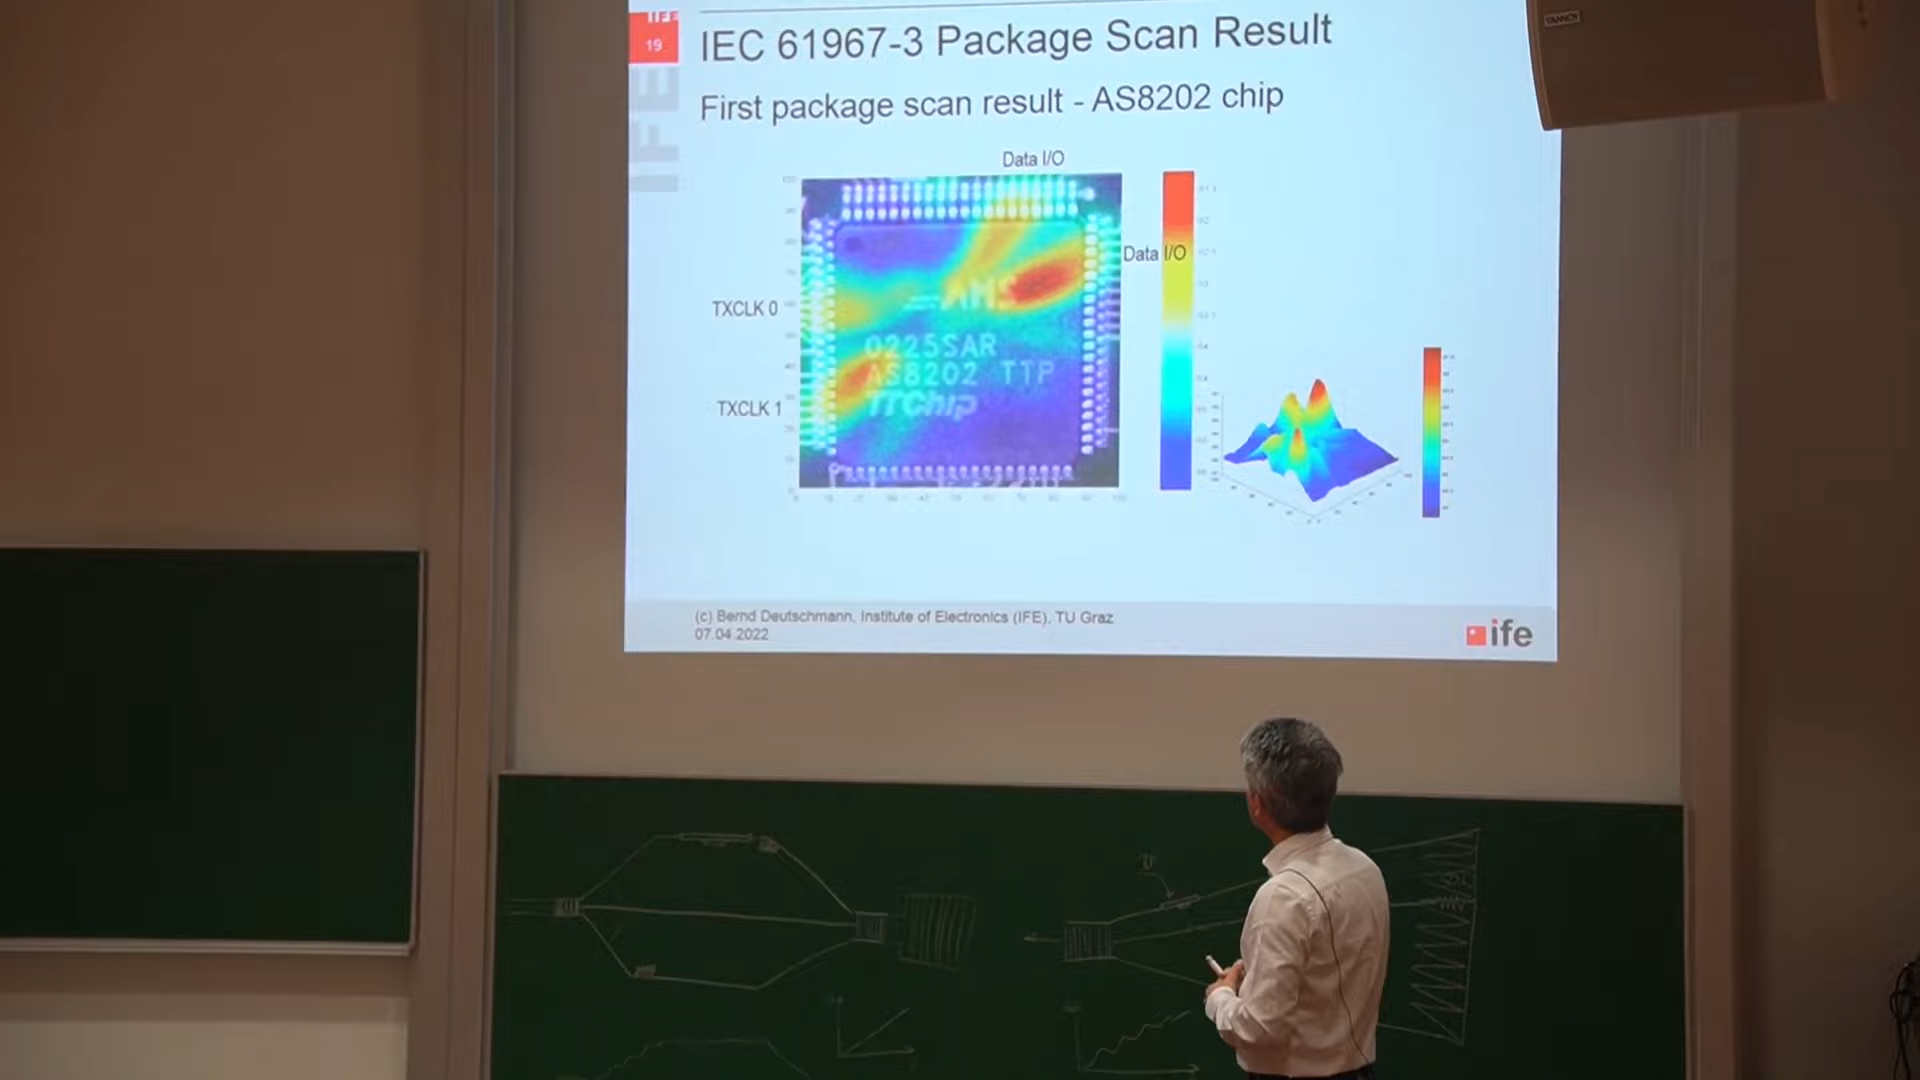 TANNOY
19
IFE
IEC 61967-3 Package Scan Result
First package scan result - AS8202 chip
Data I/O
Data I/O
TXCLK 0
TXCLK 1
AMS
0225SAR
AS8202 TTP
TTChip
(c) Bernd Deutschmann, Institute of Electronics (IFE), TU Graz
07.04.2022
ife